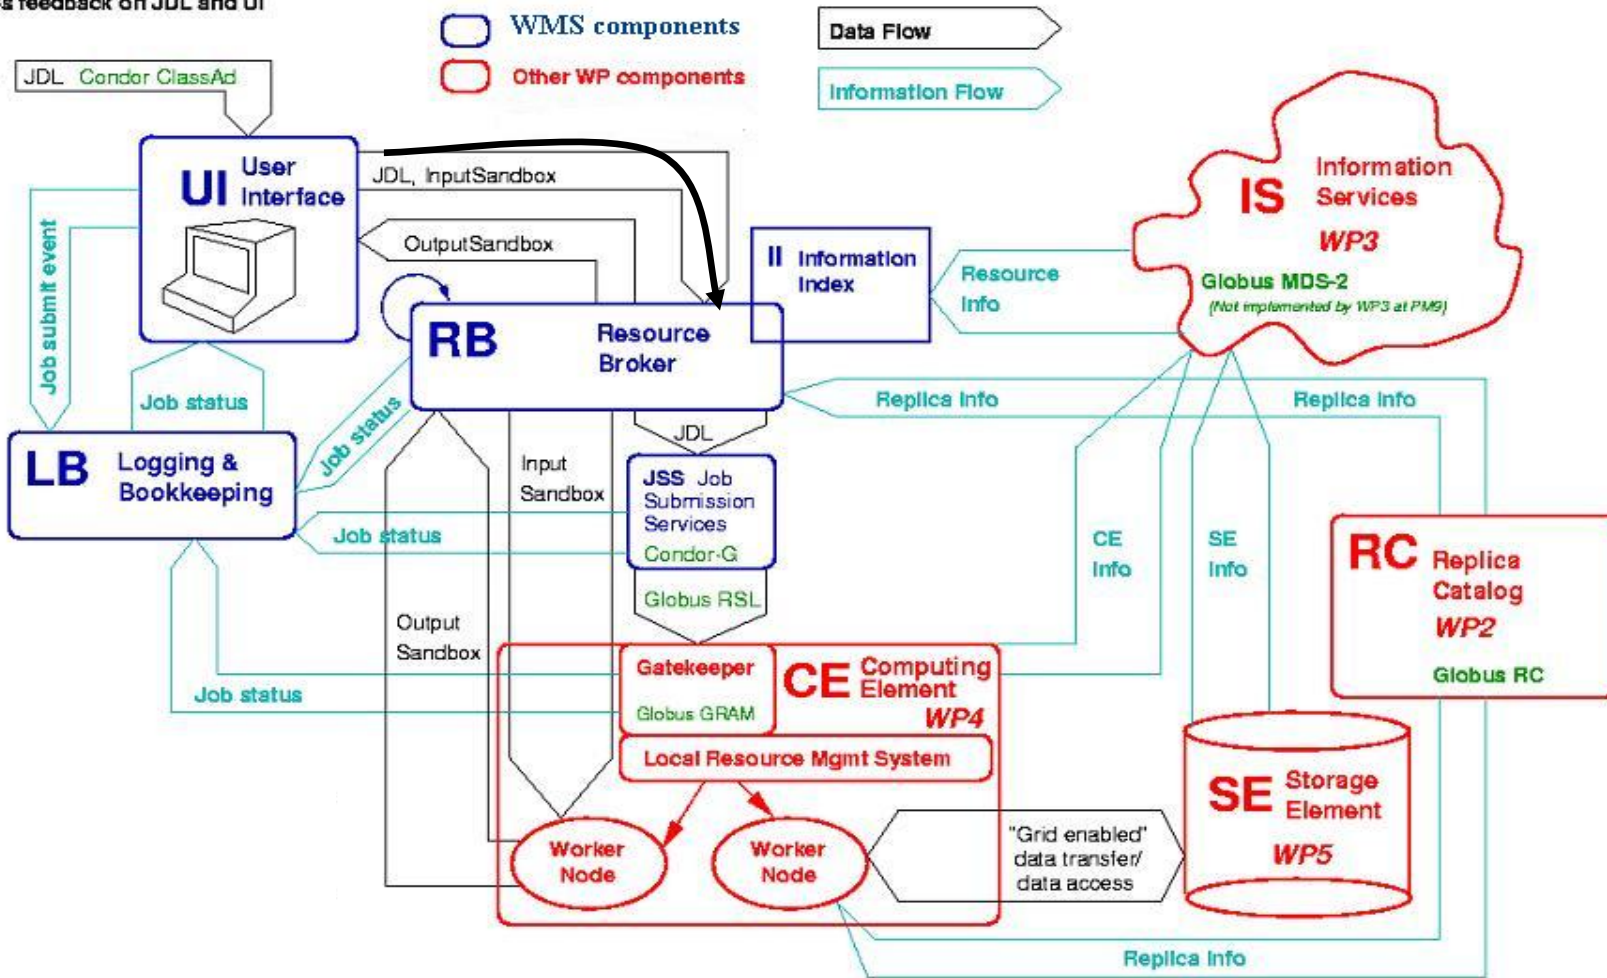 s feedback on JDL and UI
WMS components
Other WP components
Data Flow
Information Flow
JDL Condor ClassAd
UI User
Interface
JDL, InputSandbox
OutputSandbox
II Information
Index
IS Information
Services
WP3
Globus MDS-2
(Not implemented by WP3 at PM9)
Resource
Info
Job submit event
RB Resource
Broker
Replica Info
Replica Info
Job status
Job status
LB Logging &
Bookkeeping
JDL
Input
Sandbox
JSS Job
Submission
Services
Condor-G
Job status
CE
Info
SE
Info
RC Replica
Catalog
WP2
Globus RC
Globus RSL
Output
Sandbox
Gatekeeper
Globus GRAM
CE Computing
Element
WP4
Job status
Local Resource Mgmt System
SE Storage
Element
WP5
Worker
Node
Worker
Node
"Grid enabled"
data transfer/
data access
Replica Info